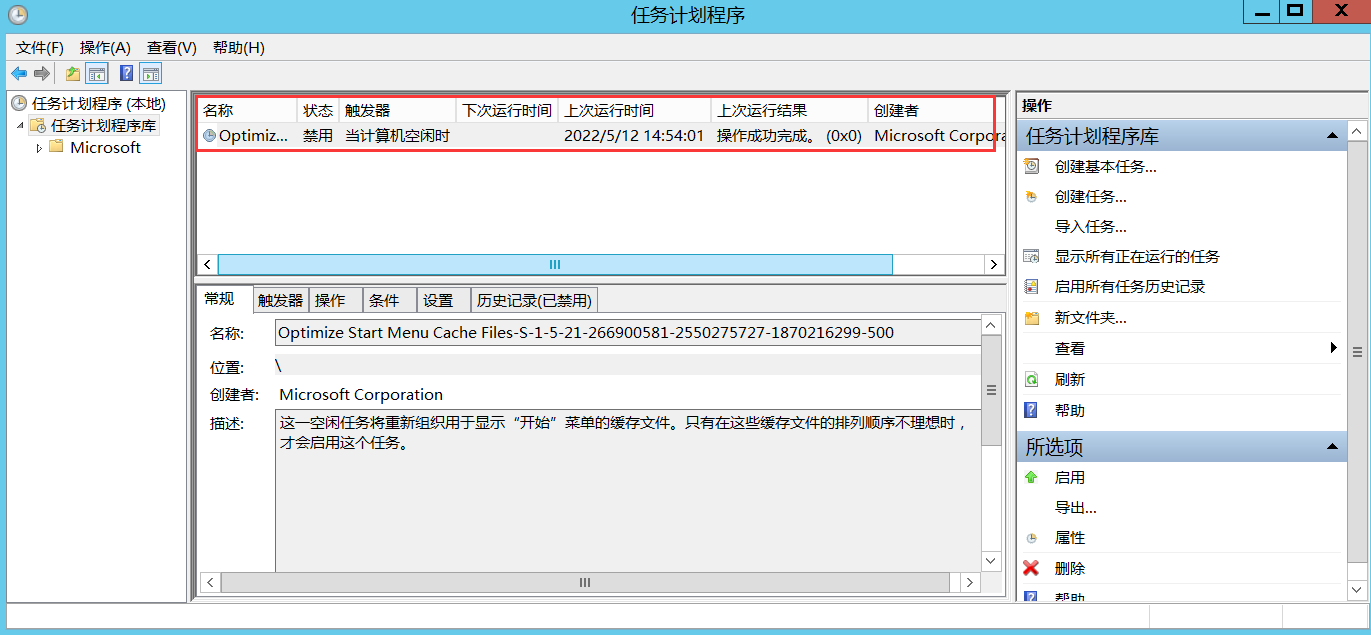 任务计划程序
文件(F) 操作(A) 查看(V) 帮助(H)
任务计划程序 (本地)
任务计划程序库
Microsoft
名称 状态 触发器 下次运行时间 上次运行时间 上次运行结果 创建者
Optimiz... 禁用 当计算机空闲时 2022/5/12 14:54:01 操作成功完成。 (0x0) Microsoft Corpora
常规 触发器 操作 条件 设置 历史记录(已禁用)
名称: Optimize Start Menu Cache Files-S-1-5-21-266900581-2550275727-1870216299-500
位置: \
创建者: Microsoft Corporation
描述: 这一空闲任务将重新组织用于显示“开始”菜单的缓存文件。只有在这些缓存文件的排列顺序不理想时，
才会启用这个任务。
操作
任务计划程序库
创建基本任务...
创建任务...
导入任务...
显示所有正在运行的任务
启用所有任务历史记录
新文件夹...
查看
刷新
帮助
所选项
启用
导出...
属性
删除
帮助